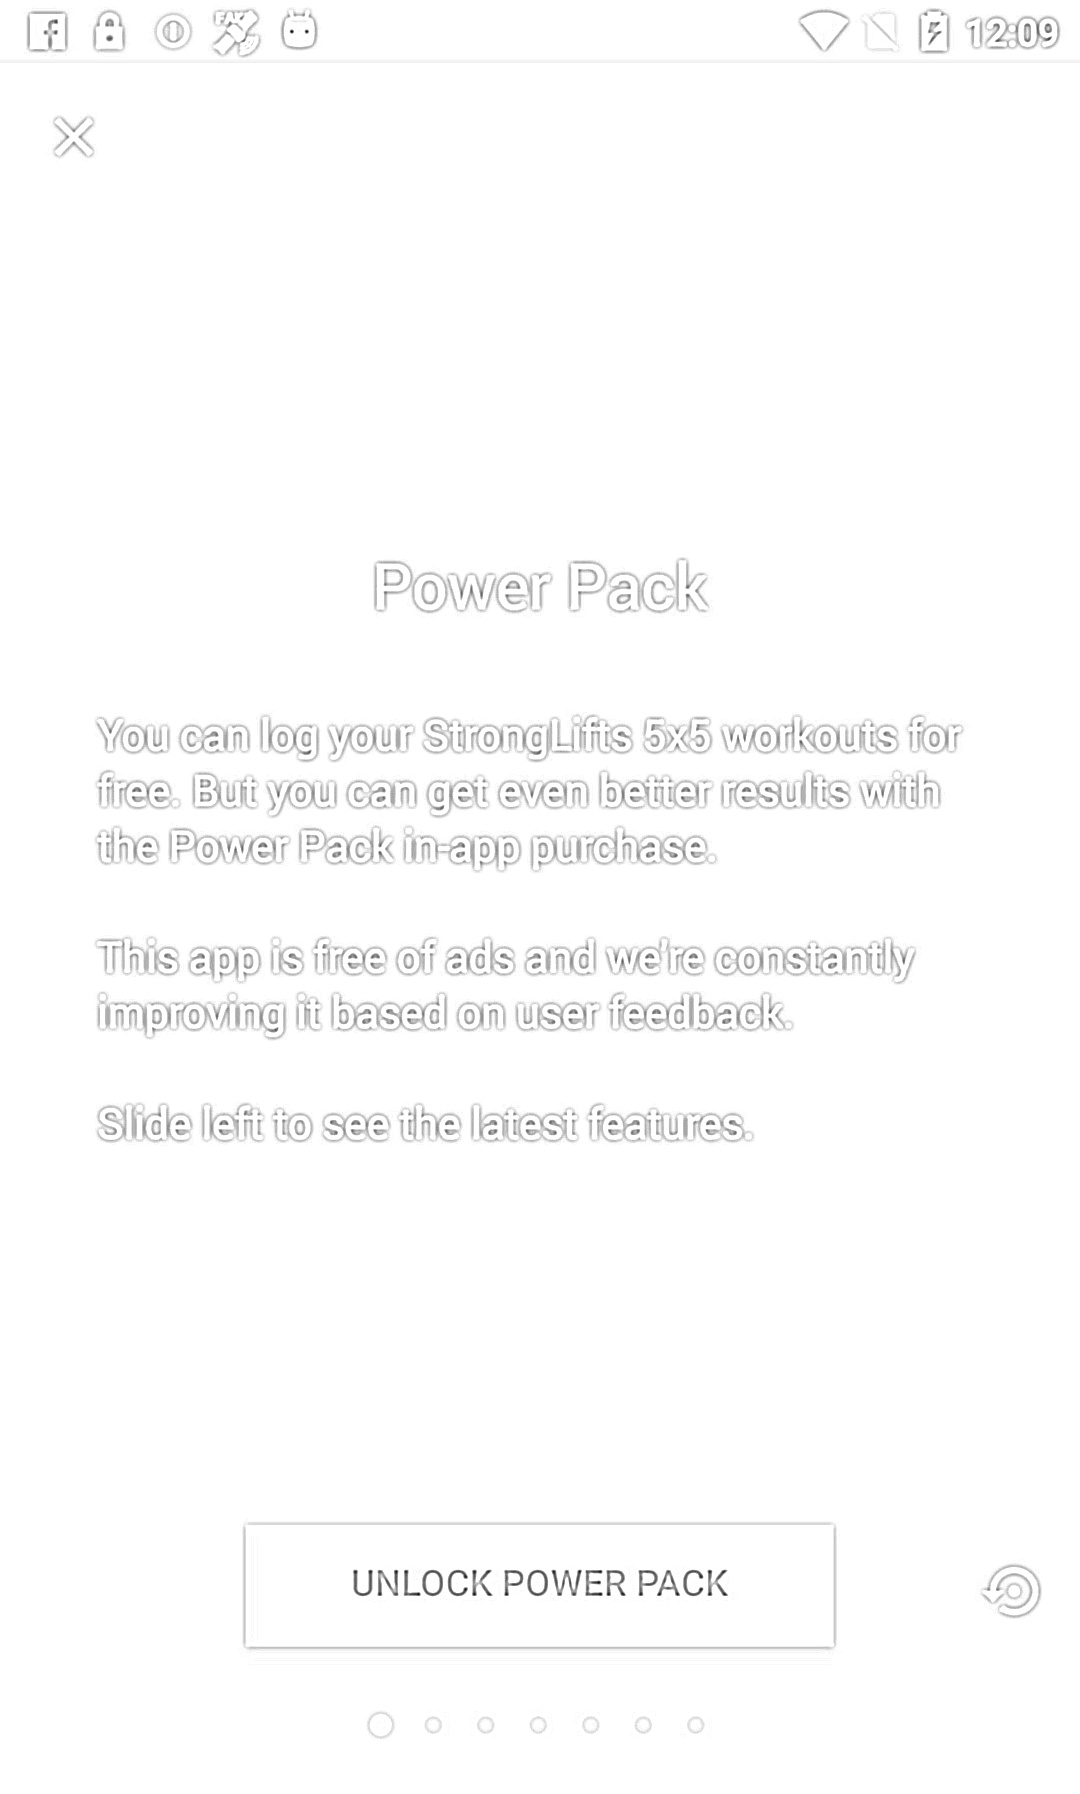 12:09
Power Pack
You can log your StrongLifts 5x5 workouts for
free. But you can get even better results with
the Power Pack in-app purchase.
This app is free of ads and we're constantly
improving it based on user feedback.
Slide left to see the latest features.
UNLOCK POWER PACK